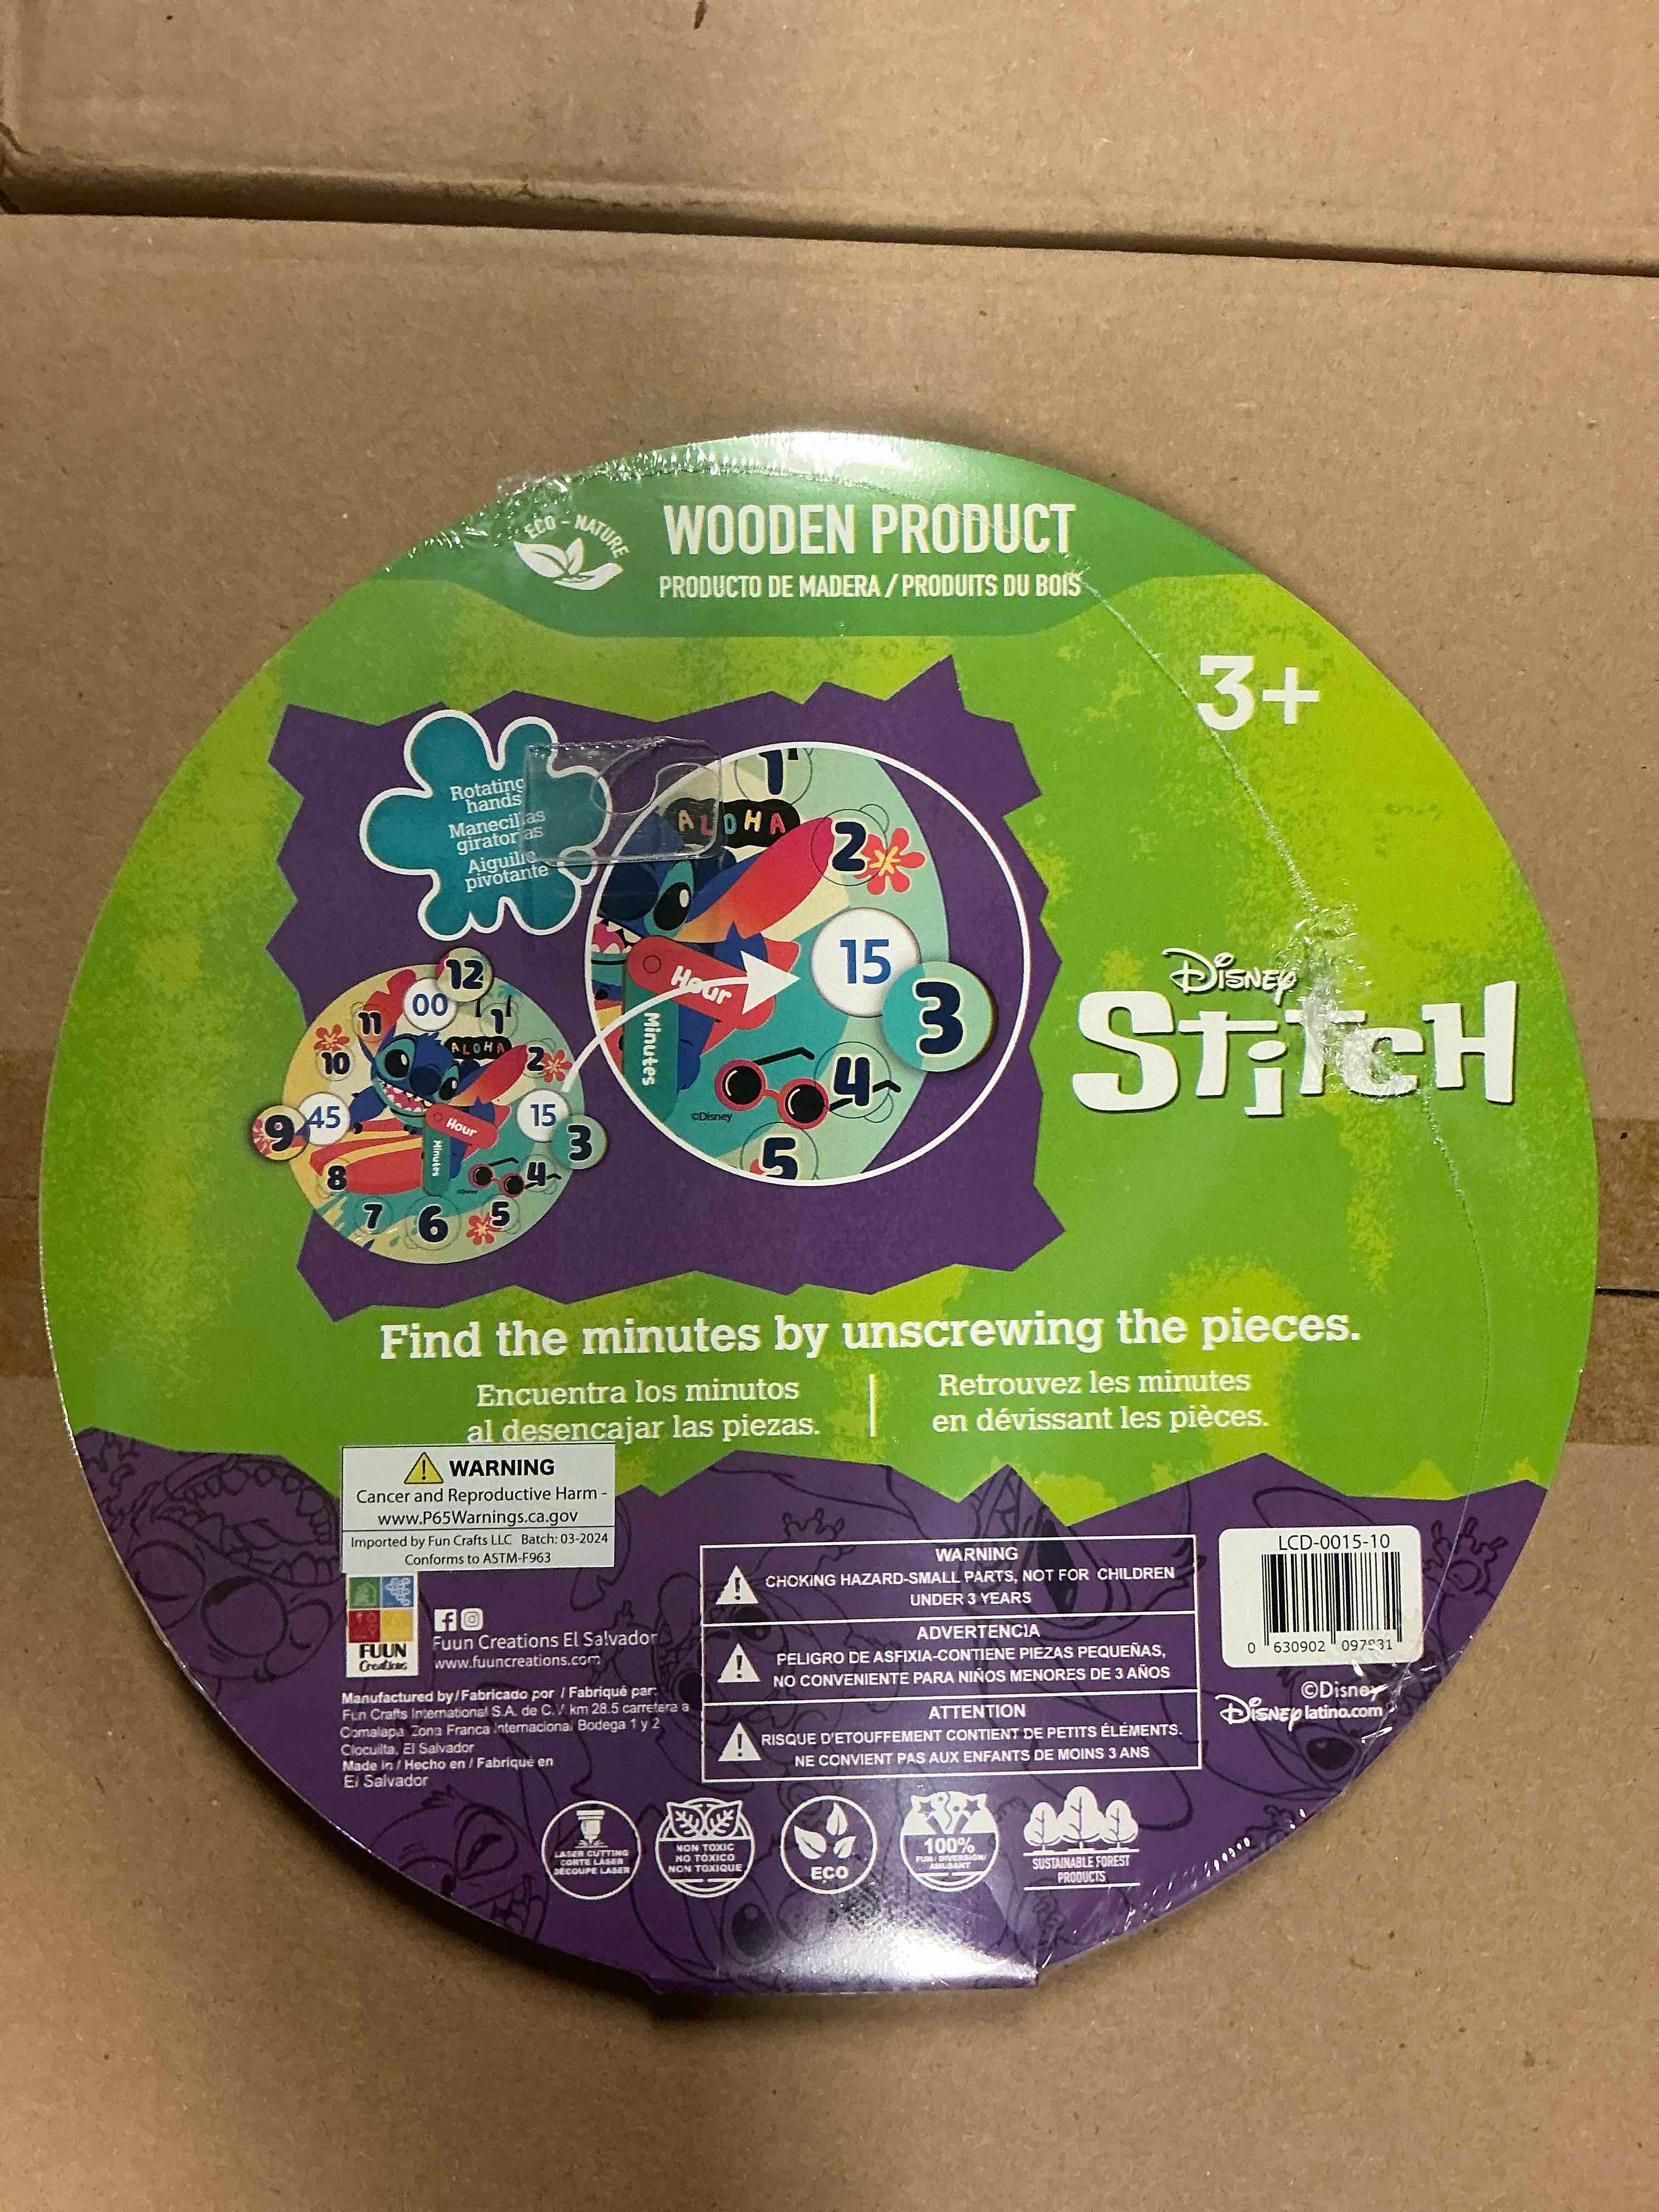 ECO - NATURE
WOODEN PRODUCT
PRODUCTO DE MADERA / PRODUITS DU BOIS
3+
Rotating
hands
Manecillas
giratorias
Aiguille
pivotante
1
ALOHA
2
15
Hour
3
Minutes
4
©Disney
5
12
00
11
1
ALOHA
10
2
45
15
9
Hour
3
Minutes
8
4
©Disney
7
6
5
Disney
Stitch
Find the minutes by unscrewing the pieces.
Encuentra los minutos
al desencajar las piezas.
Retrouvez les minutes
en dévissant les pièces.
WARNING
Cancer and Reproductive Harm -
www.P65Warnings.ca.gov
Imported by Fun Crafts LLC Batch: 03-2024
Conforms to ASTM-F963
FUUN
Creations
Fuun Creations El Salvador
www.fuuncreations.com
Manufactured by / Fabricado por / Fabriqué par:
Fun Crafts International S.A. de C.V km 28.5 carretera a
Comalapa Zona Franca Internacional Bodega 1 y 2
Olocuilta, El Salvador
Made in / Hecho en / Fabriqué en
El Salvador
WARNING
CHOKING HAZARD-SMALL PARTS, NOT FOR CHILDREN
UNDER 3 YEARS
ADVERTENCIA
PELIGRO DE ASFIXIA-CONTIENE PIEZAS PEQUEÑAS,
NO CONVENIENTE PARA NIÑOS MENORES DE 3 AÑOS
ATTENTION
RISQUE D'ETOUFFEMENT CONTIENT DE PETITS ÉLÉMENTS.
NE CONVIENT PAS AUX ENFANTS DE MOINS 3 ANS
LCD-0015-10
0 630902 097931
©Disney
Disneylatino.com
LASER CUTTING
CORTE LÁSER
DÉCOUPE LASER
NON TOXIC
NO TÓXICO
NON TOXIQUE
ECO
100%
FUN / DIVERSIÓN /
AMUSANT
SUSTAINABLE FOREST
PRODUCTS